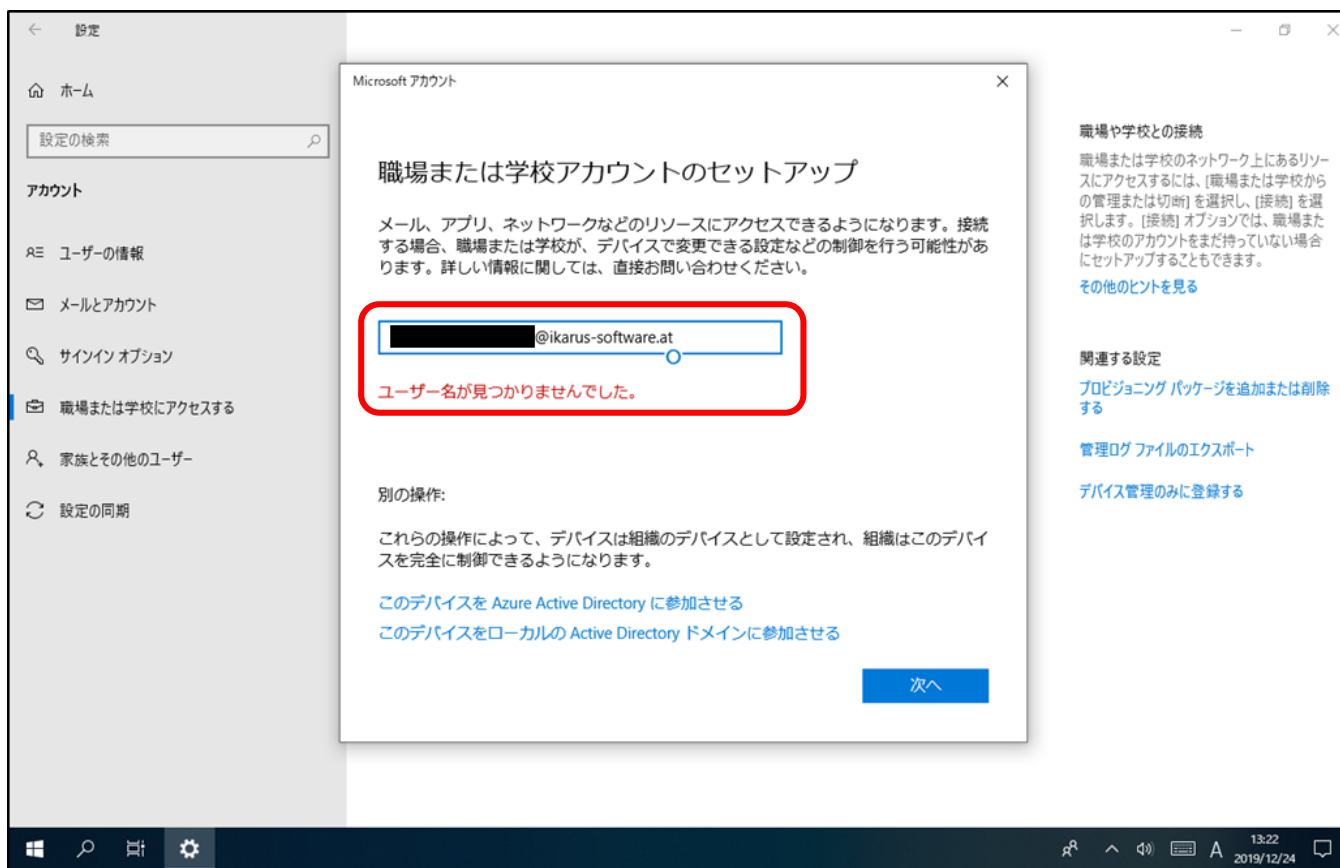 設定
ホーム
設定の検索
アカウント
ユーザーの情報
メールとアカウント
サインイン オプション
職場または学校にアクセスする
家族とその他のユーザー
設定の同期
Microsoft アカウント
職場または学校アカウントのセットアップ
メール、アプリ、ネットワークなどのリソースにアクセスできるようになります。接続
する場合、職場または学校が、デバイスで変更できる設定などの制御を行う可能性があ
ります。詳しい情報に関しては、直接お問い合わせください。
@ikarus-software.at
ユーザー名が見つかりませんでした。
別の操作:
これらの操作によって、デバイスは組織のデバイスとして設定され、組織はこのデバイ
スを完全に制御できるようになります。
このデバイスを Azure Active Directory に参加させる
このデバイスをローカルの Active Directory ドメインに参加させる
次へ
職場や学校との接続
職場または学校のネットワーク上にあるリソー
スにアクセスするには、[職場または学校から
の管理または切断] を選択し、[接続] を選
択します。[接続] オプションでは、職場また
は学校のアカウントをまだ持っていない場合
にセットアップすることもできます。
その他のヒントを見る
関連する設定
プロビジョニング パッケージを追加または削除
する
管理ログ ファイルのエクスポート
デバイス管理のみに登録する
A
13:22
2019/12/24